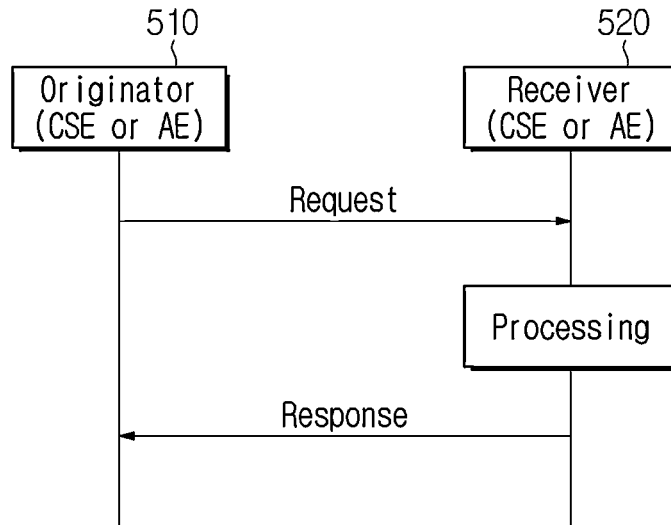 510
520
Originator
(CSE or AE)
Receiver
(CSE or AE)
Request
Processing
Response